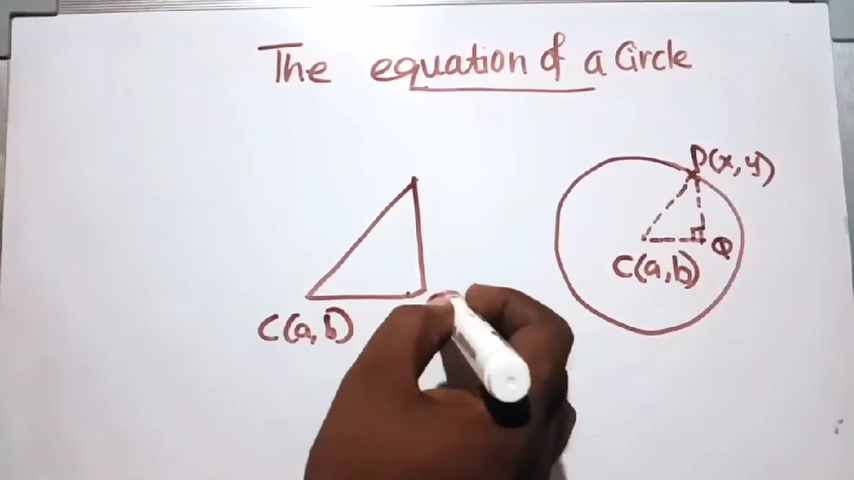 The equation of a Circle
P(x, y)
Q
C(a, b)
C(a, b)